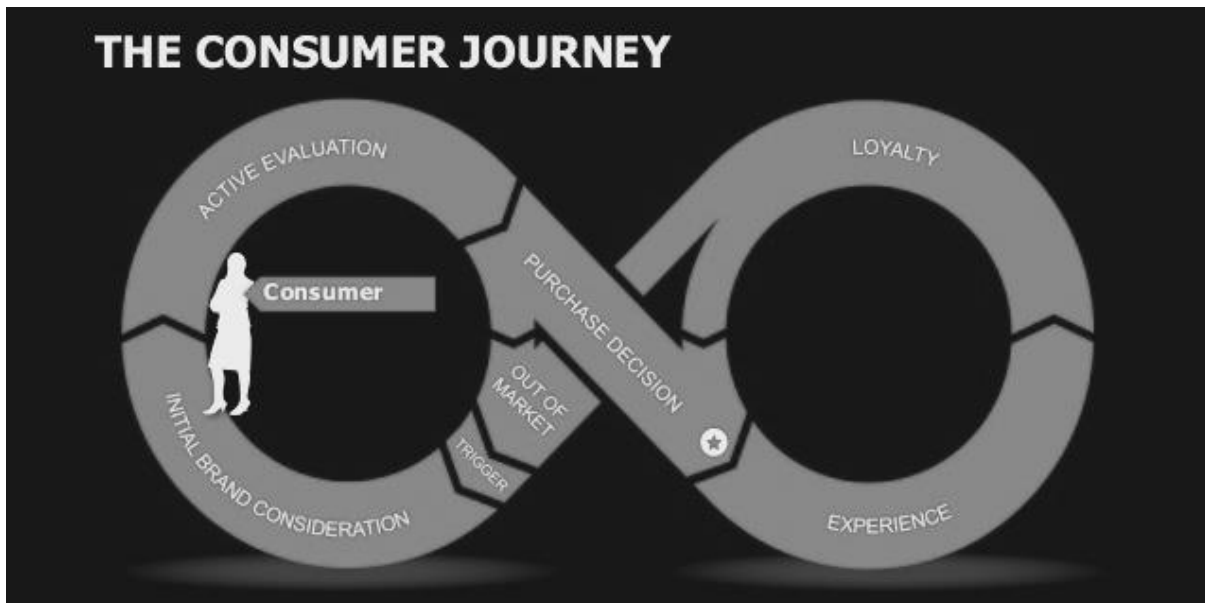 THE CONSUMER JOURNEY
ACTIVE EVALUATION
LOYALTY
Consumer
PURCHASE DECISION
OUT OF
MARKET
TRIGGER
INITIAL BRAND CONSIDERATION
EXPERIENCE